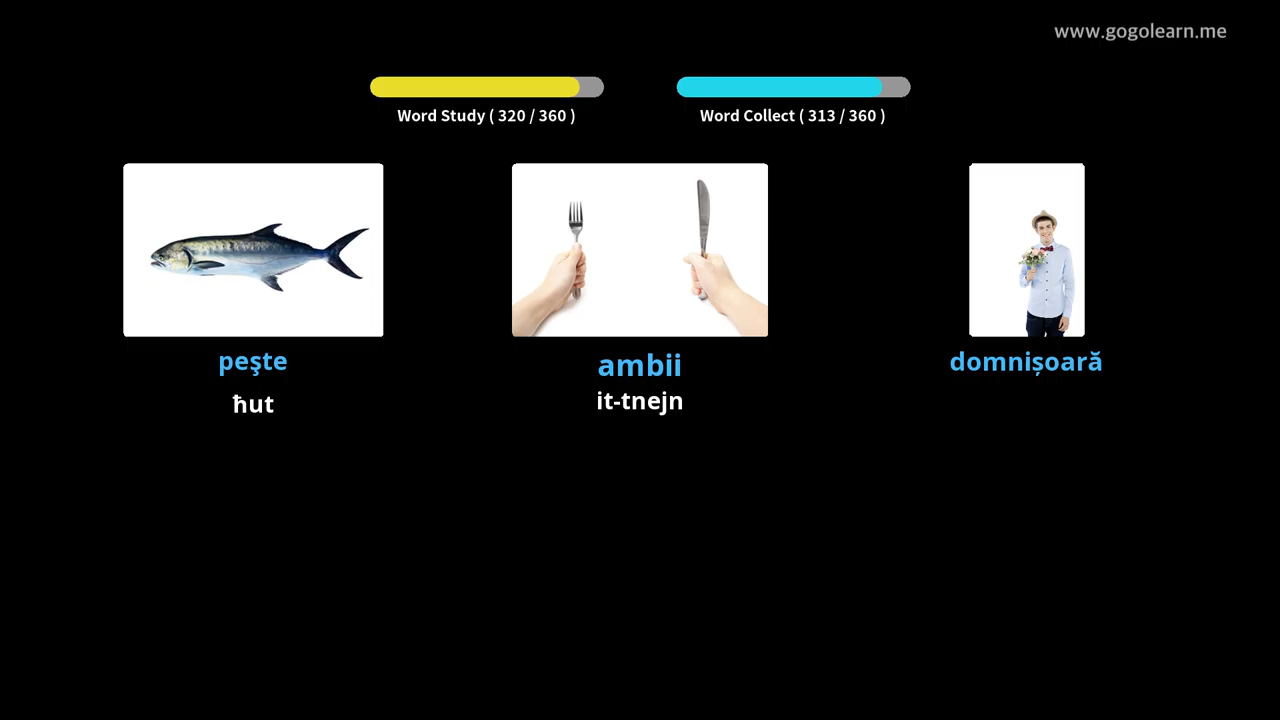 www.gogolearn.me
Word Study ( 320 / 360 )
Word Collect ( 313 / 360 )
peşte
ħut
ambii
it-tnejn
domnișoară